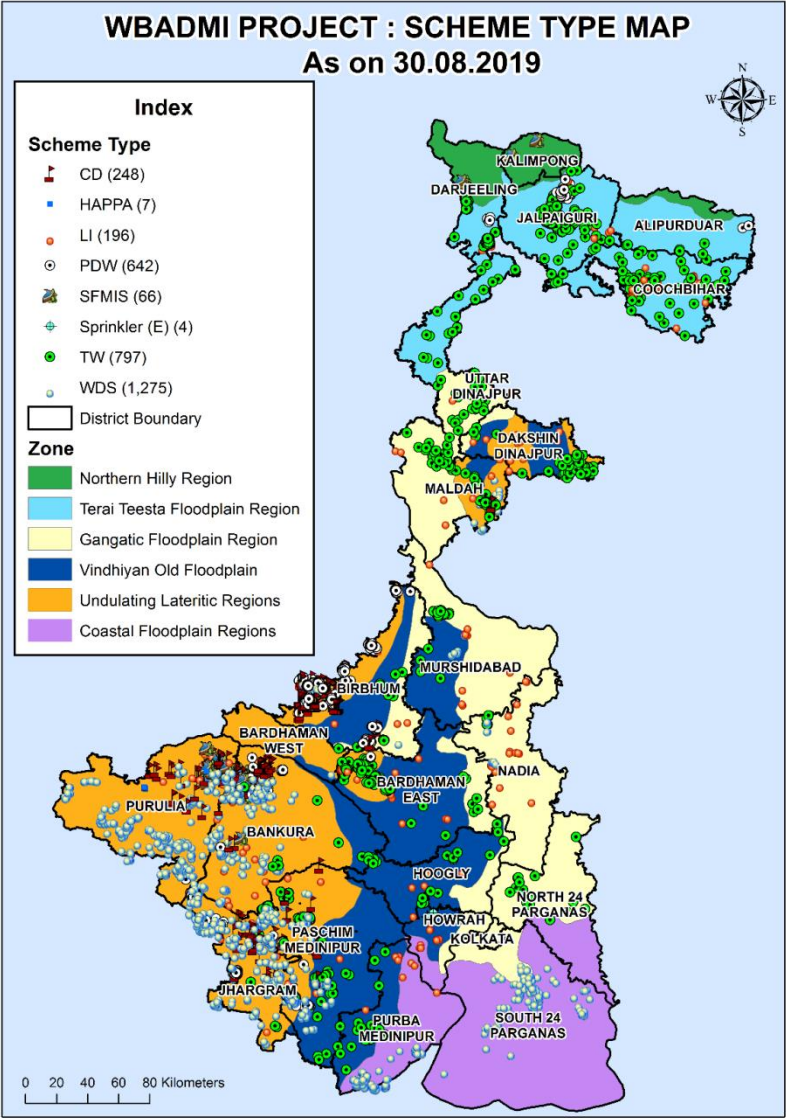 WBADMI PROJECT : SCHEME TYPE MAP
As on 30.08.2019
N
W
E
S
Index
Scheme Type
CD (248)
HAPPA (7)
LI (196)
PDW (642)
SFMIS (66)
Sprinkler (E) (4)
TW (797)
WDS (1,275)
District Boundary
Zone
Northern Hilly Region
Terai Teesta Floodplain Region
Gangatic Floodplain Region
Vindhiyan Old Floodplain
Undulating Lateritic Regions
Coastal Floodplain Regions
KALIMPONG
DARJEELING
JALPAIGURI
ALIPURDUAR
COOCHBIHAR
UTTAR
DINAJPUR
DAKSHIN
DINAJPUR
MALDAH
MURSHIDABAD
BIRBHUM
BARDHAMAN
WEST
NADIA
BARDHAMAN
EAST
PURULIA
BANKURA
HOOGLY
NORTH 24
PARGANAS
HOWRAH
KOLKATA
PASCHIM
MEDINIPUR
JHARGRAM
PURBA
MEDINIPUR
SOUTH 24
PARGANAS
0 20 40 80 Kilometers